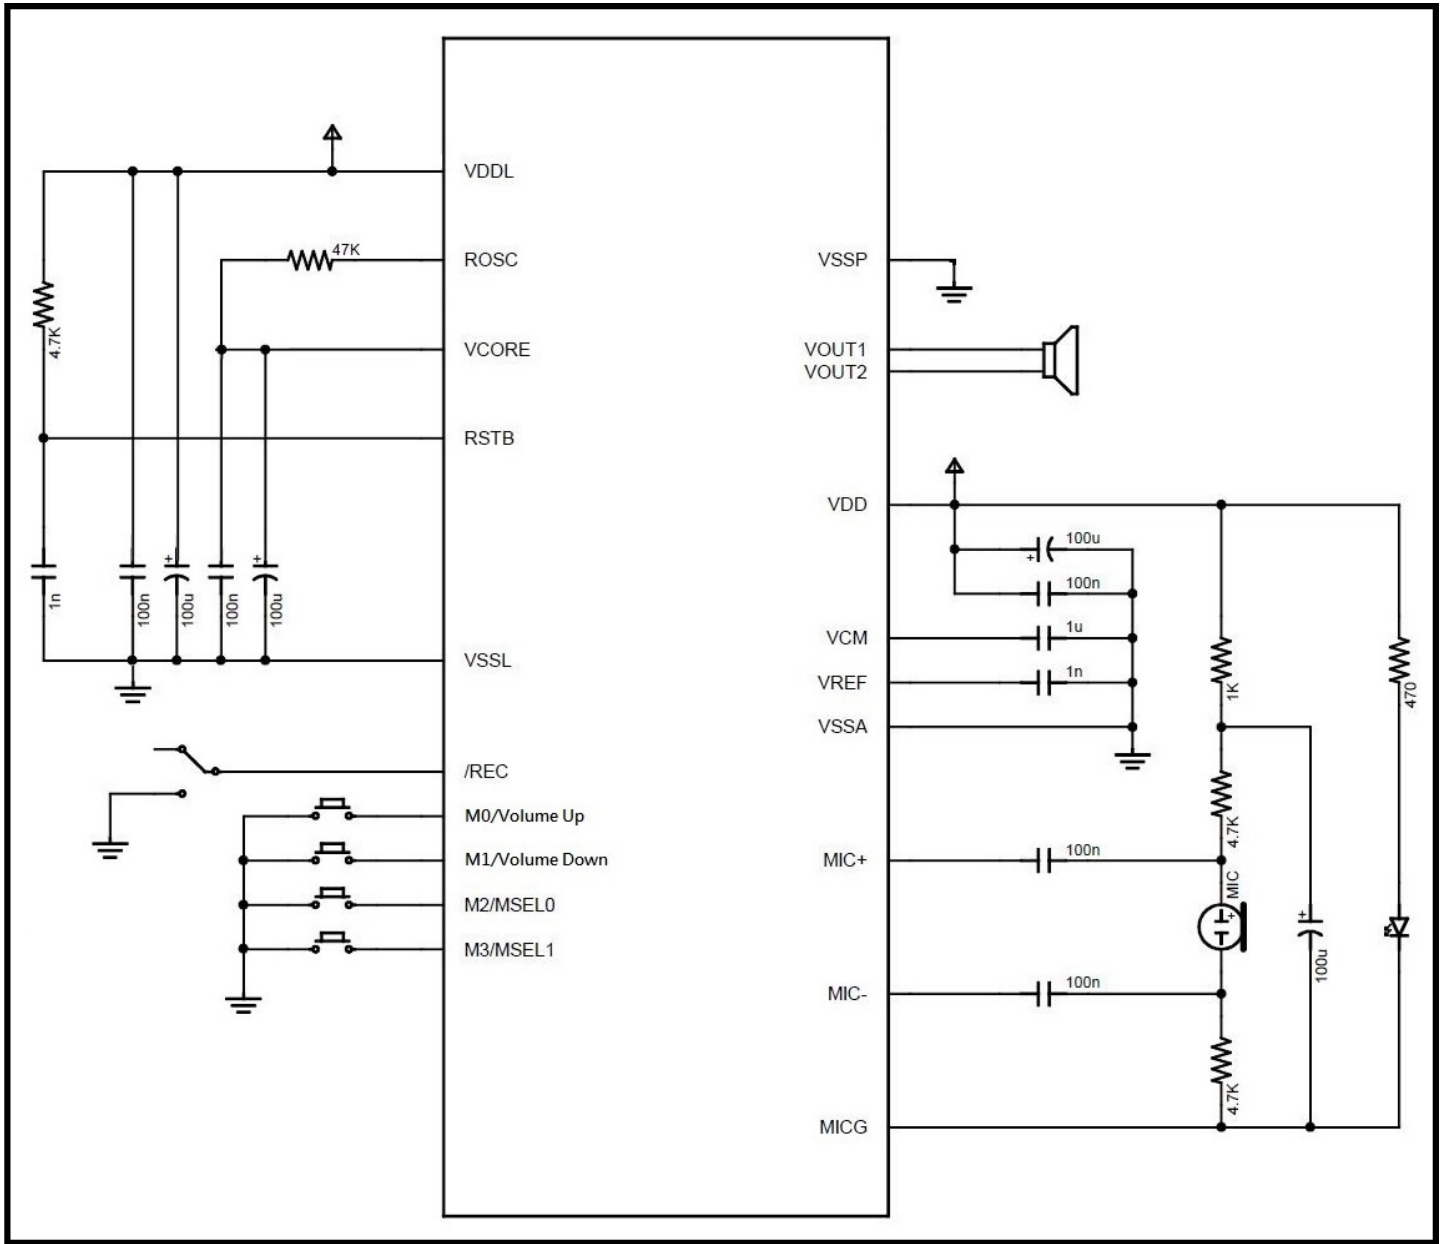 VDDL
47K
ROSC
VSSP
4.7K
VCORE
VOUT1
VOUT2
RSTB
VDD
+
100u
100n
VCM
1u
VREF
1n
VSSA
1n
100n
+
100u
100n
+
100u
VSSL
1K
470
/REC
M0/Volume Up
M1/Volume Down
M2/MSEL0
M3/MSEL1
4.7K
MIC+
100n
MIC
+
+
100u
MIC-
100n
4.7K
MICG